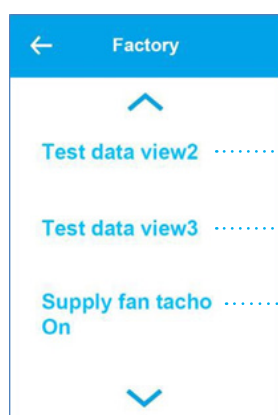 Factory
Test data view2
Test data view3
Supply fan tacho
On